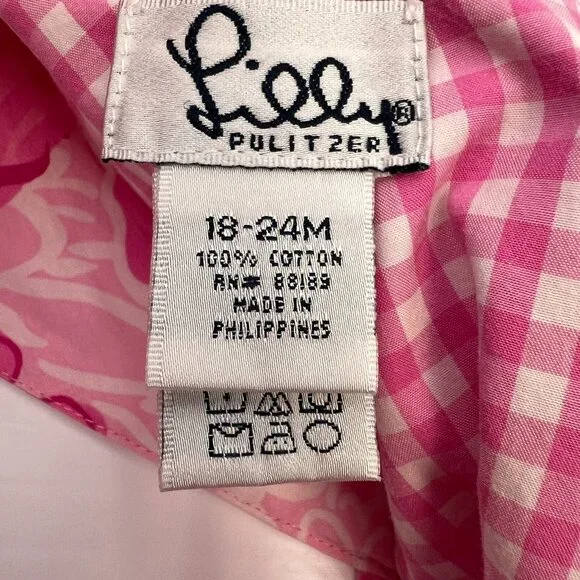 Lilly®
PULITZER
18-24M
100% COTTON
RN# 88189
MADE IN
PHILIPPINES